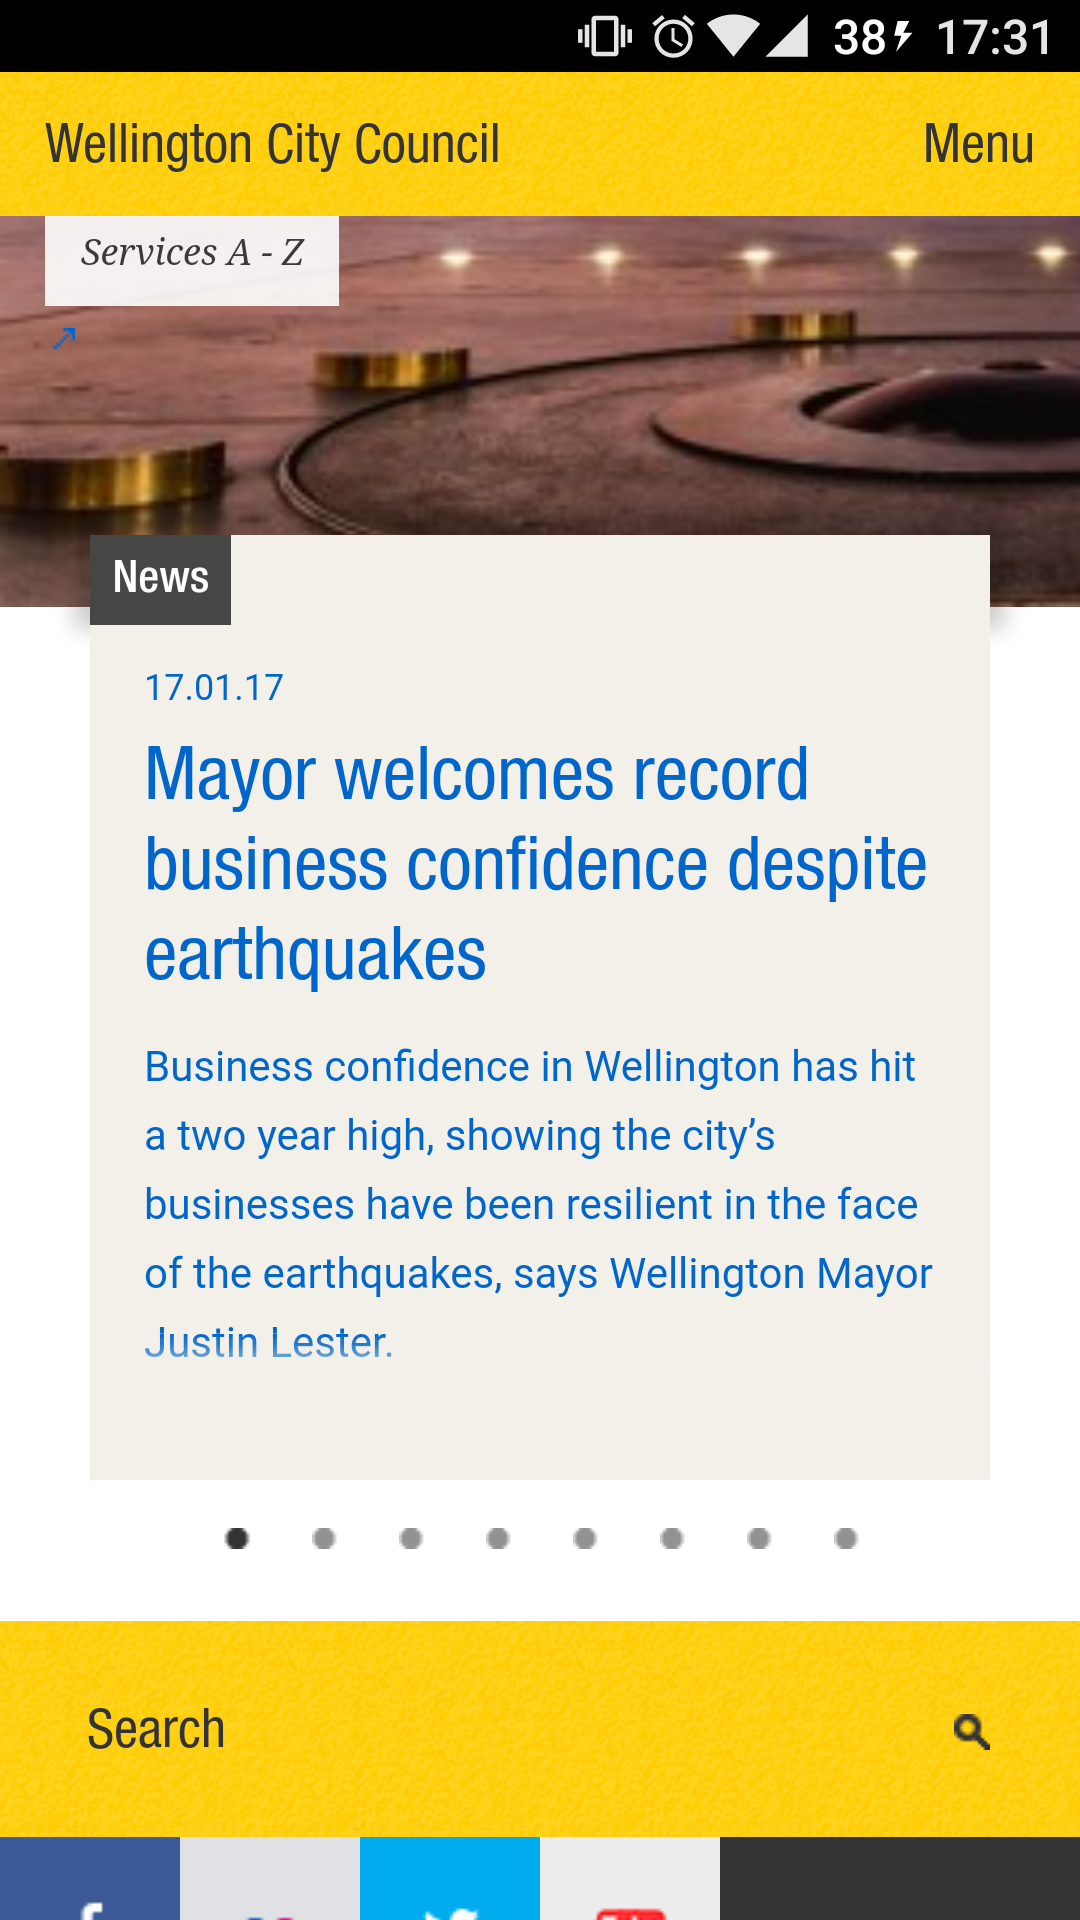 38 17:31
Wellington City Council Menu
Services A - Z
News
17.01.17
Mayor welcomes record
business confidence despite
earthquakes
Business confidence in Wellington has hit
a two year high, showing the city’s
businesses have been resilient in the face
of the earthquakes, says Wellington Mayor
Justin Lester.
Search